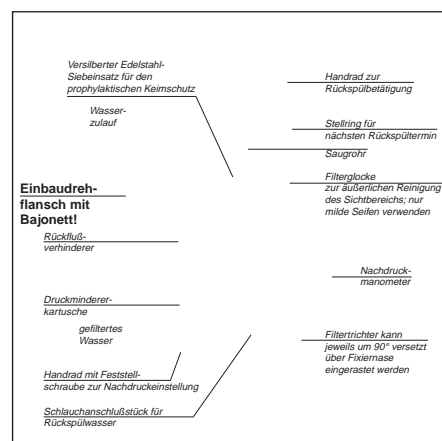 Versilberter Edelstahl-
Siebeinsatz für den
prophylaktischen Keimschutz
Wasser-
zulauf
Einbaudreh-
flansch mit
Bajonett!
Rückfluß-
verhinderer
Druckminderer-
kartusche
gefiltertes
Wasser
Handrad mit Feststell-
schraube zur Nachdruckeinstellung
Schlauchanschlußstück für
Rückspülwasser
Handrad zur
Rückspülbetätigung
Stellring für
nächsten Rückspültermin
Saugrohr
Filterglocke
zur äußerlichen Reinigung
des Sichtbereichs; nur
milde Seifen verwenden
Nachdruck-
manometer
Filtertrichter kann
jeweils um 90° versetzt
über Fixiernase
eingerastet werden